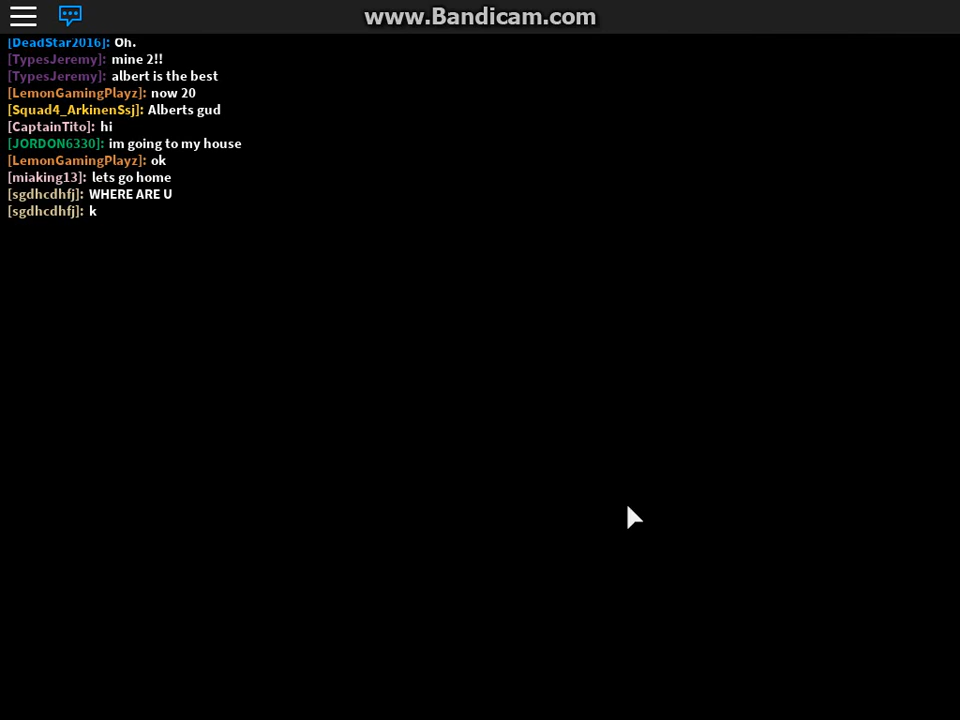 www.Bandicam.com
[DeadStar2016]: Oh.
[TypesJeremy]: mine 2!!
[TypesJeremy]: albert is the best
[LemonGamingPlayz]: now 20
[Squad4_ArkinenSsj]: Alberts gud
[CaptainTito]: hi
[JORDON6330]: im going to my house
[LemonGamingPlayz]: ok
[miaking13]: lets go home
[sgdhcdhfj]: WHERE ARE U
[sgdhcdhfj]: k